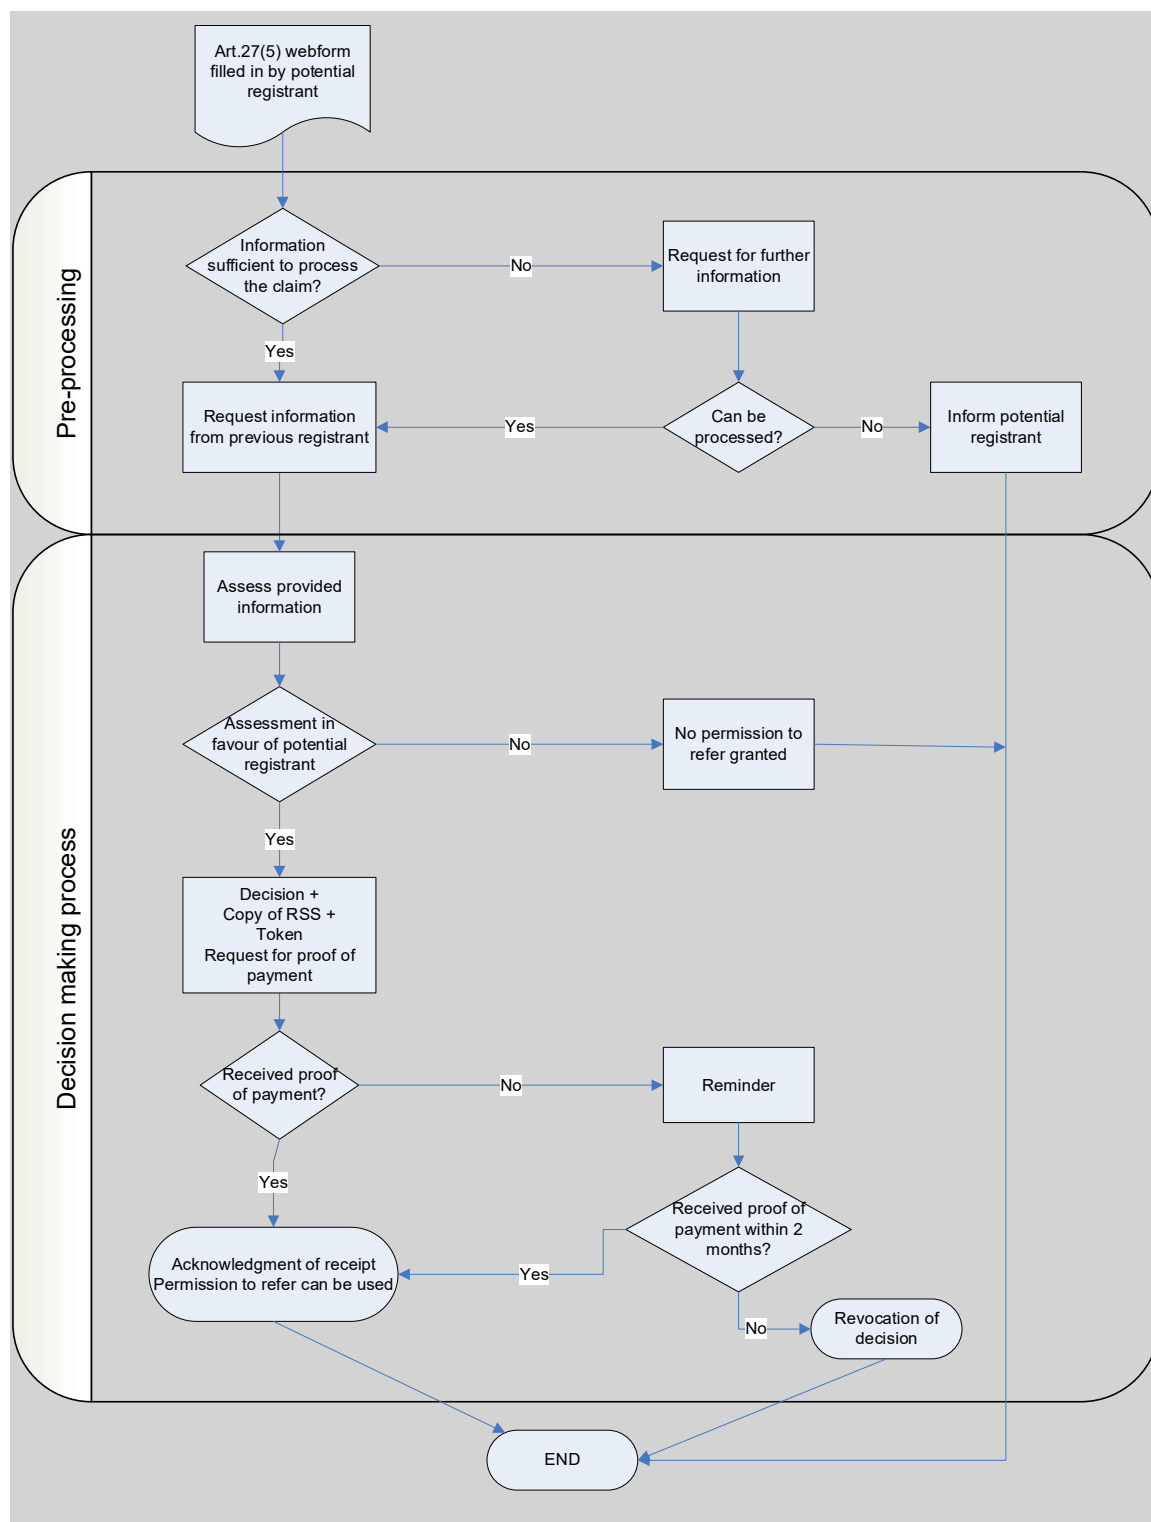 Art.27(5) webform
filled in by potential
registrant
Pre-processing
Information
sufficient to process
the claim?
No
Request for further
information
Yes
Request information
from previous registrant
Yes
Can be
processed?
No
Inform potential
registrant
Decision making process
Assess provided
information
Assessment in
favour of potential
registrant
No
No permission to
refer granted
Yes
Decision +
Copy of RSS +
Token
Request for proof of
payment
Received proof
of payment?
No
Reminder
Yes
Received proof of
payment within 2
months?
Acknowledgment of receipt
Permission to refer can be used
Yes
No
Revocation of
decision
END